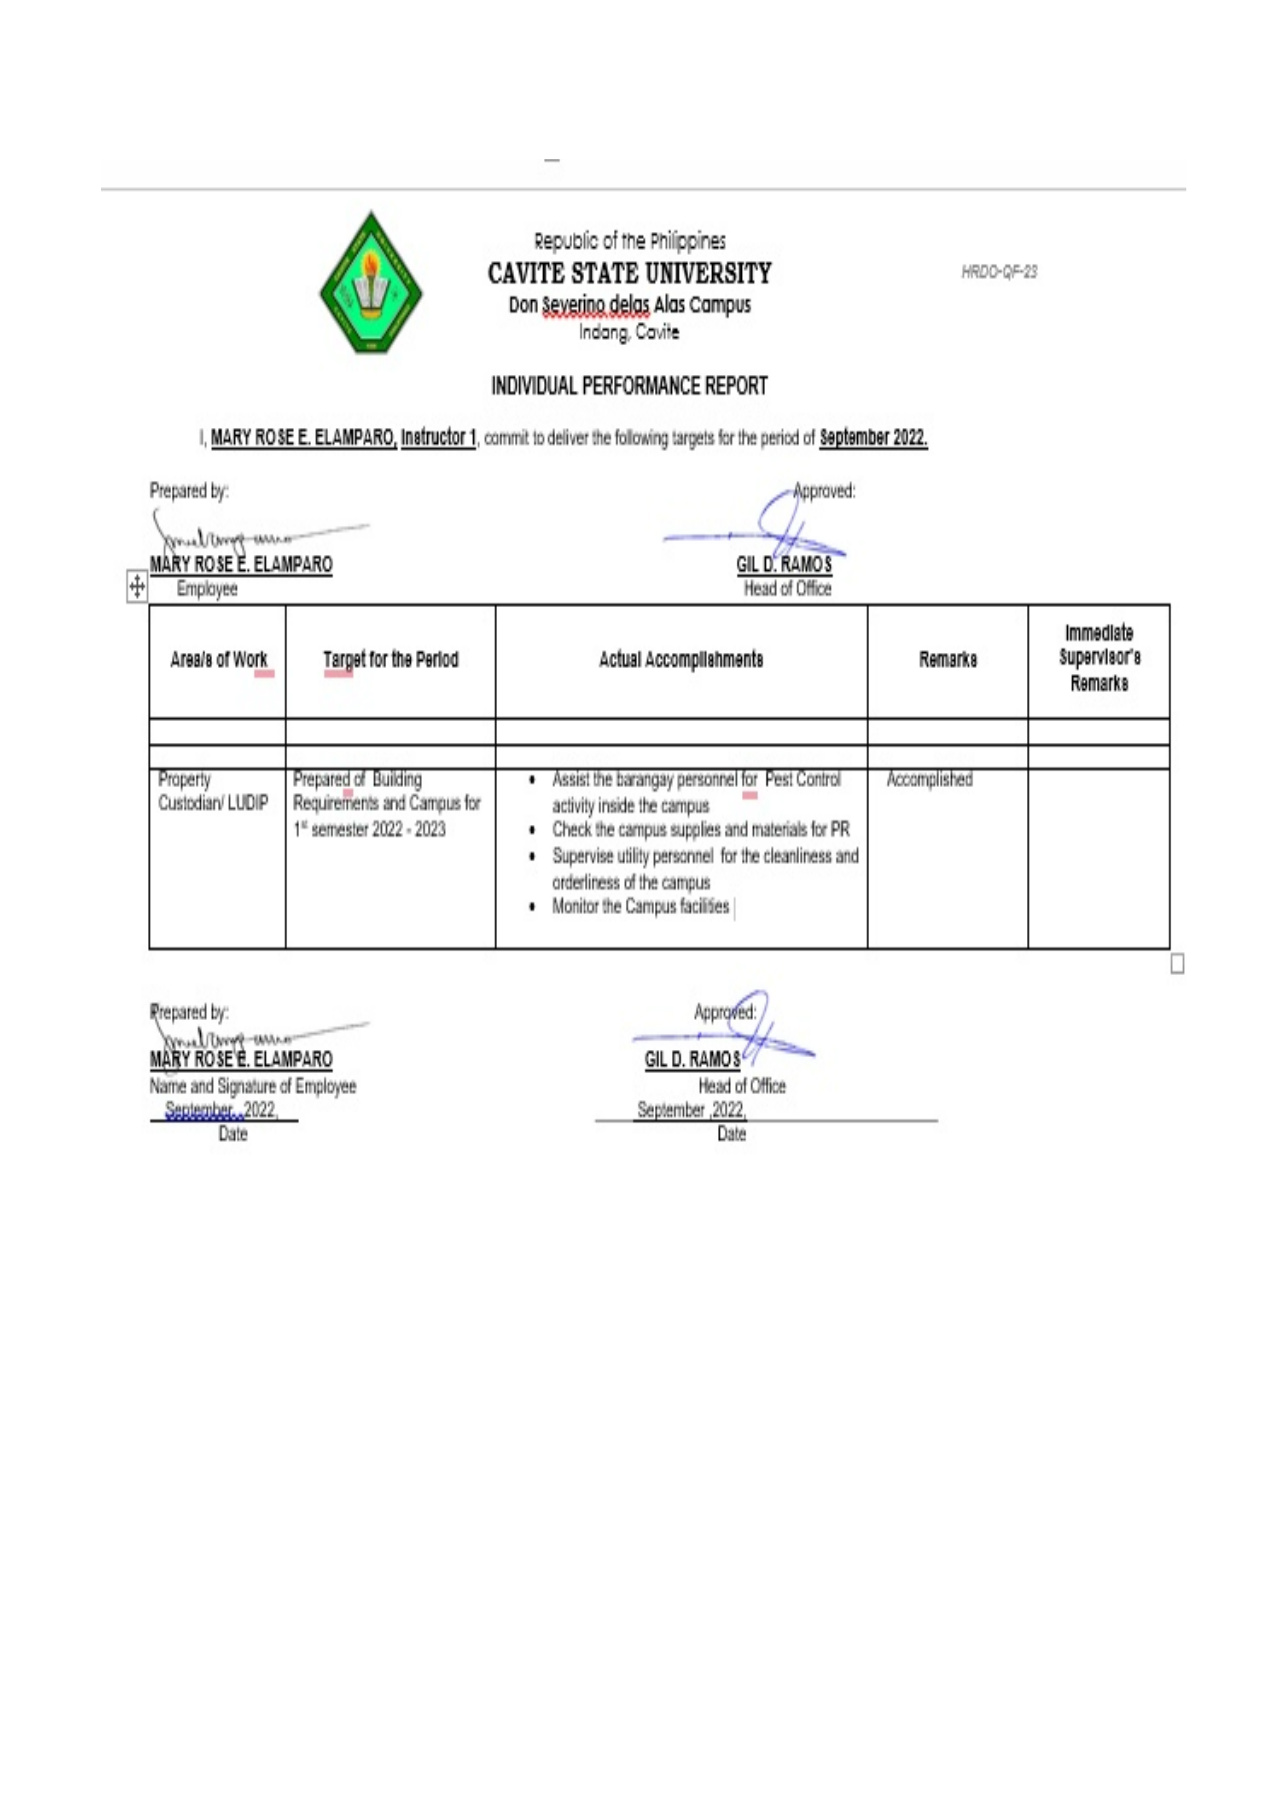 Republic of the Philippines
CAVITE STATE UNIVERSITY
HRDO-QF-23
Don Severino delas Alas Campus
Indang, Cavite
INDIVIDUAL PERFORMANCE REPORT
I, MARY ROSE E. ELAMPARO, Instructor 1, commit to deliver the following targets for the period of September 2022.
Prepared by:
Approved:
MARY ROSE E. ELAMPARO
GIL D. RAMOS
Employee
Head of Office
Area/s of Work
Target for the Period
Actual Accomplishments
Remarks
Immediate
Supervisor's
Remarks
Property
Custodian/ LUDIP
Prepared of Building
Requirements and Campus for
1st semester 2022 - 2023
• Assist the barangay personnel for Pest Control
activity inside the campus
• Check the campus supplies and materials for PR
• Supervise utility personnel for the cleanliness and
orderliness of the campus
• Monitor the Campus facilities
Accomplished
Prepared by:
Approved:
MARY ROSE E. ELAMPARO
GIL D. RAMOS
Name and Signature of Employee
Head of Office
September, 2022,
September ,2022,
Date
Date